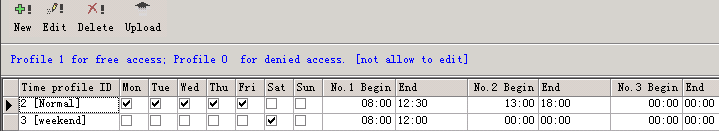 New Edit Delete Upload
Profile 1 for free access; Profile 0 for denied access. [not allow to edit]
Time profile ID Mon Tue Wed Thu Fri Sat Sun No.1 Begin End No.2 Begin End No.3 Begin End
2 [Normal] 08:00 12:30 13:00 18:00 00:00 00:00
3 [weekend] 08:00 12:00 00:00 00:00 00:00 00:00